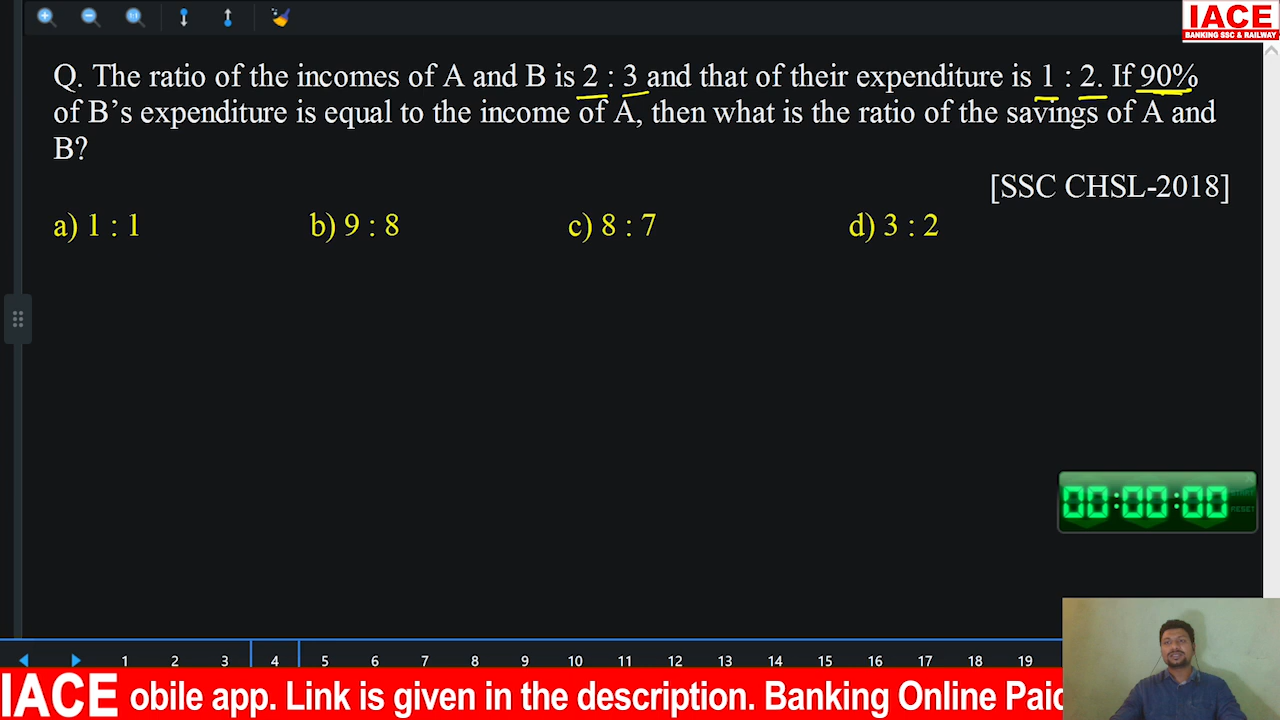 IACE
BANKING SSC & RAILWAY
Q. The ratio of the incomes of A and B is 2 : 3 and that of their expenditure is 1 : 2. If 90%
of B’s expenditure is equal to the income of A, then what is the ratio of the savings of A and
B?
[SSC CHSL-2018]
a) 1 : 1 b) 9 : 8 c) 8 : 7 d) 3 : 2
00:00:00
RESET
1 2 3 4 5 6 7 8 9 10 11 12 13 14 15 16 17 18 19
IACE obile app. Link is given in the description. Banking Online Paid